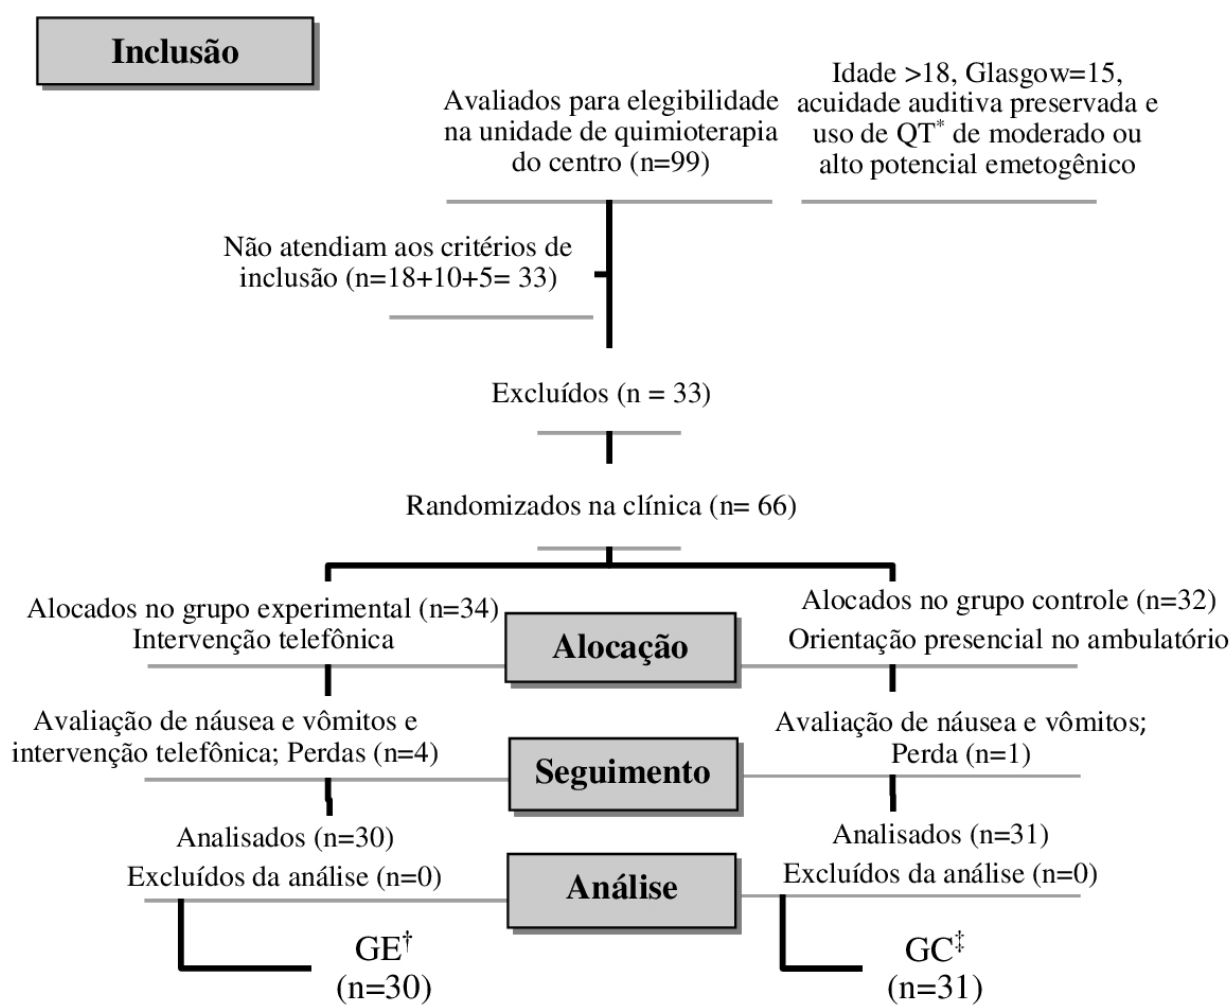 Inclusão
Avaliados para elegibilidade
na unidade de quimioterapia
do centro (n=99)
Idade >18, Glasgow=15,
acuidade auditiva preservada e
uso de QT* de moderado ou
alto potencial emetogênico
Não atendiam aos critérios de
inclusão (n=18+10+5= 33)
Excluídos (n = 33)
Randomizados na clínica (n= 66)
Alocados no grupo experimental (n=34)
Intervenção telefônica
Alocação
Alocados no grupo controle (n=32)
Orientação presencial no ambulatório
Avaliação de náusea e vômitos e
intervenção telefônica; Perdas (n=4)
Seguimento
Avaliação de náusea e vômitos;
Perda (n=1)
Analisados (n=30)
Excluídos da análise (n=0)
Análise
Analisados (n=31)
Excluídos da análise (n=0)
GE†
(n=30)
GC‡
(n=31)